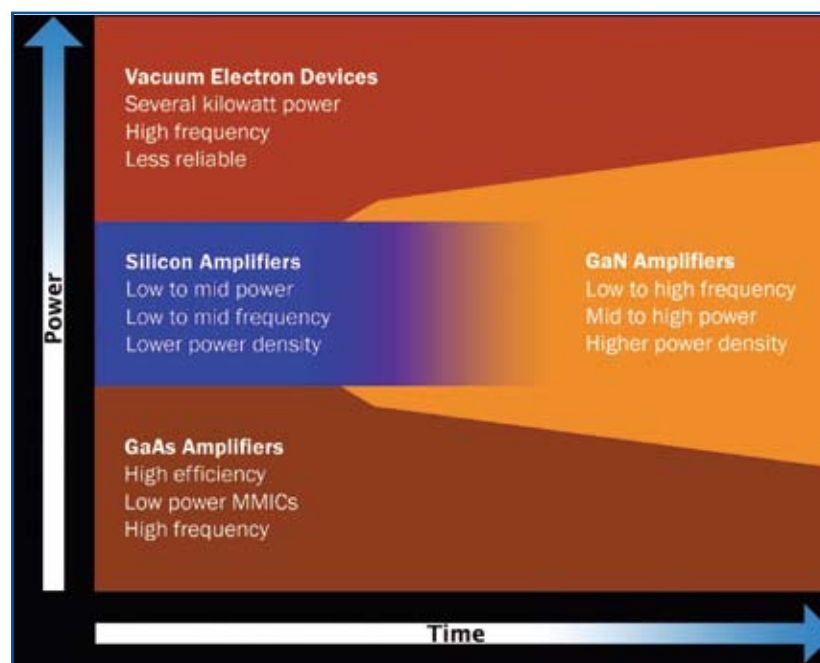 Vacuum Electron Devices
Several kilowatt power
High frequency
Less reliable
Silicon Amplifiers
Low to mid power
Low to mid frequency
Lower power density
GaN Amplifiers
Low to high frequency
Mid to high power
Higher power density
GaAs Amplifiers
High efficiency
Low power MMICs
High frequency
Power
Time